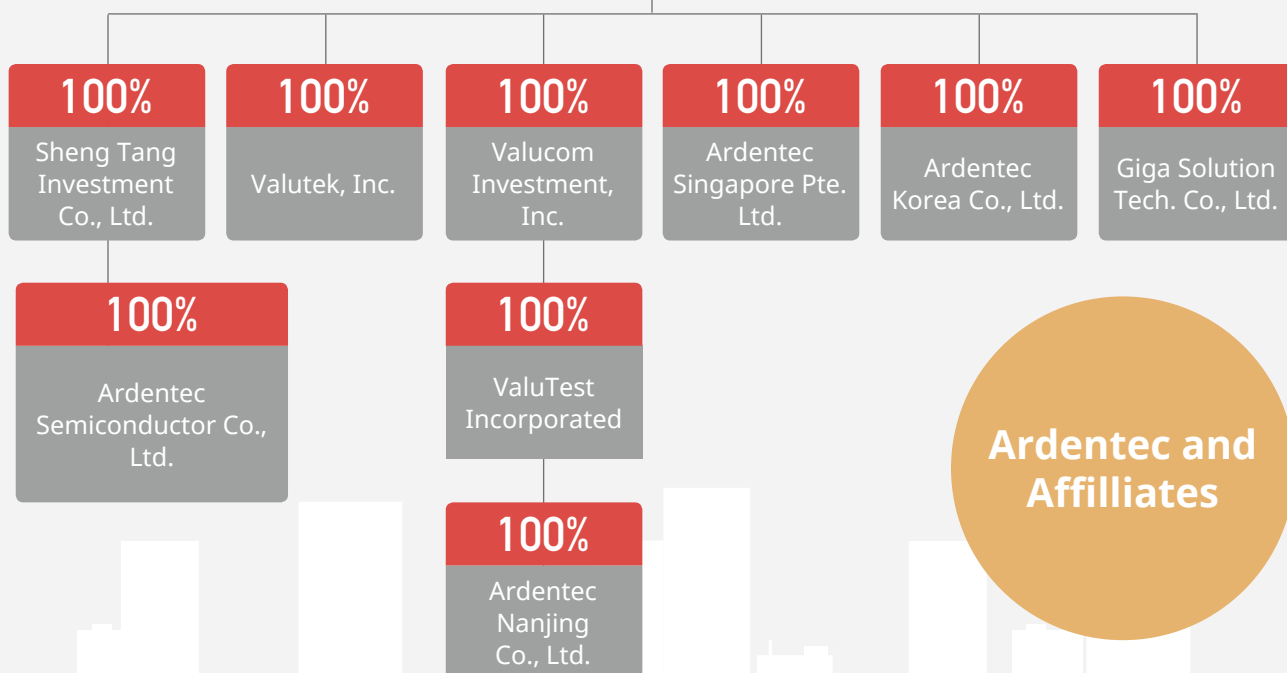 100%
Sheng Tang
Investment
Co., Ltd.
100%
Valutek, Inc.
100%
Valucom
Investment,
Inc.
100%
Ardentec
Singapore Pte.
Ltd.
100%
Ardentec
Korea Co., Ltd.
100%
Giga Solution
Tech. Co., Ltd.
100%
Ardentec
Semiconductor Co.,
Ltd.
100%
ValuTest
Incorporated
100%
Ardentec
Nanjing
Co., Ltd.
Ardentec and
Affilliates